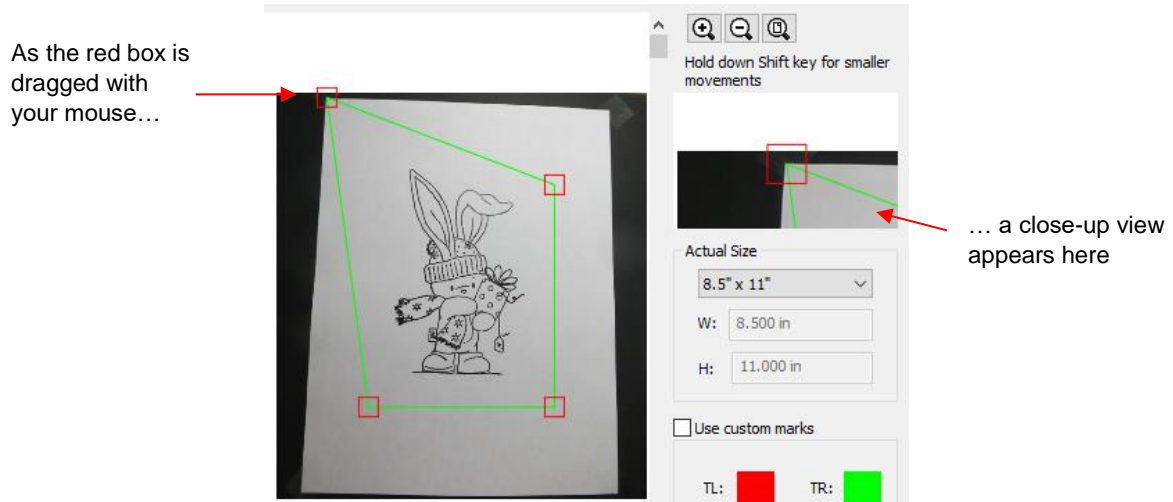 As the red box is
dragged with
your mouse…
Hold down Shift key for smaller
movements
… a close-up view
appears here
Actual Size
8.5" x 11"
W: 8.500 in
H: 11.000 in
Use custom marks
TL: TR: